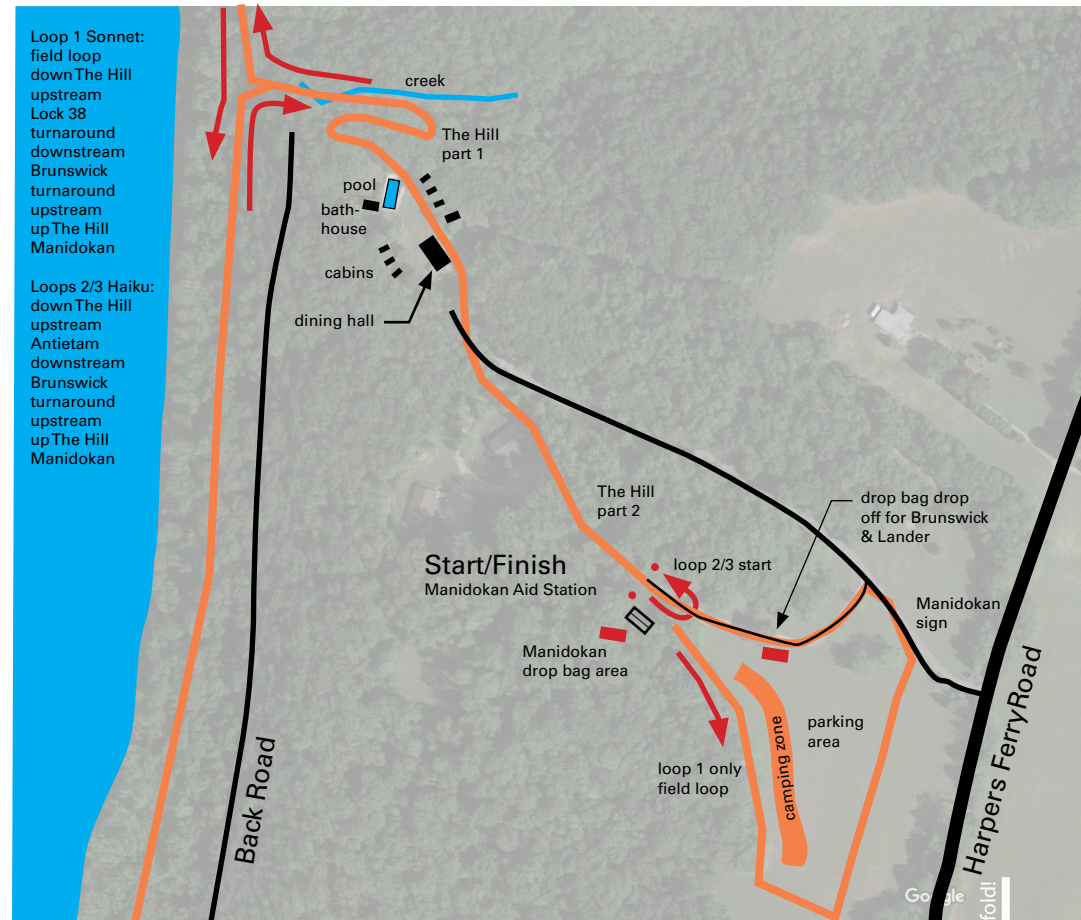 Loop 1 Sonnet:
field loop
down The Hill
upstream
Lock 38
turnaround
downstream
Brunswick
turnaround
upstream
up The Hill
Manidokan
Loops 2/3 Haiku:
down The Hill
upstream
Antietam
downstream
Brunswick
turnaround
upstream
up The Hill
Manidokan
creek
The Hill
part 1
pool
bath-
house
cabins
dining hall
The Hill
part 2
drop bag drop
off for Brunswick
& Lander
Start/Finish
Manidokan Aid Station
loop 2/3 start
Manidokan
sign
Manidokan
drop bag area
parking
area
camping zone
loop 1 only
field loop
Back Road
Harpers Ferry Road
Google
fold!